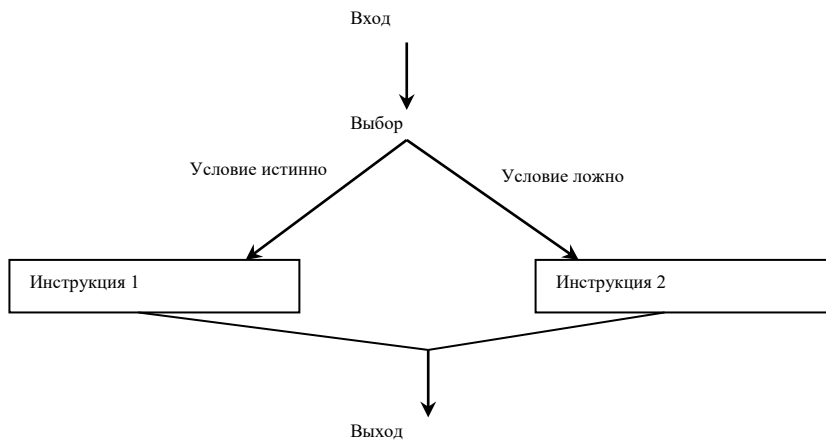 Вход
Выбор
Условие истинно
Условие ложно
Инструкция 1
Инструкция 2
Выход